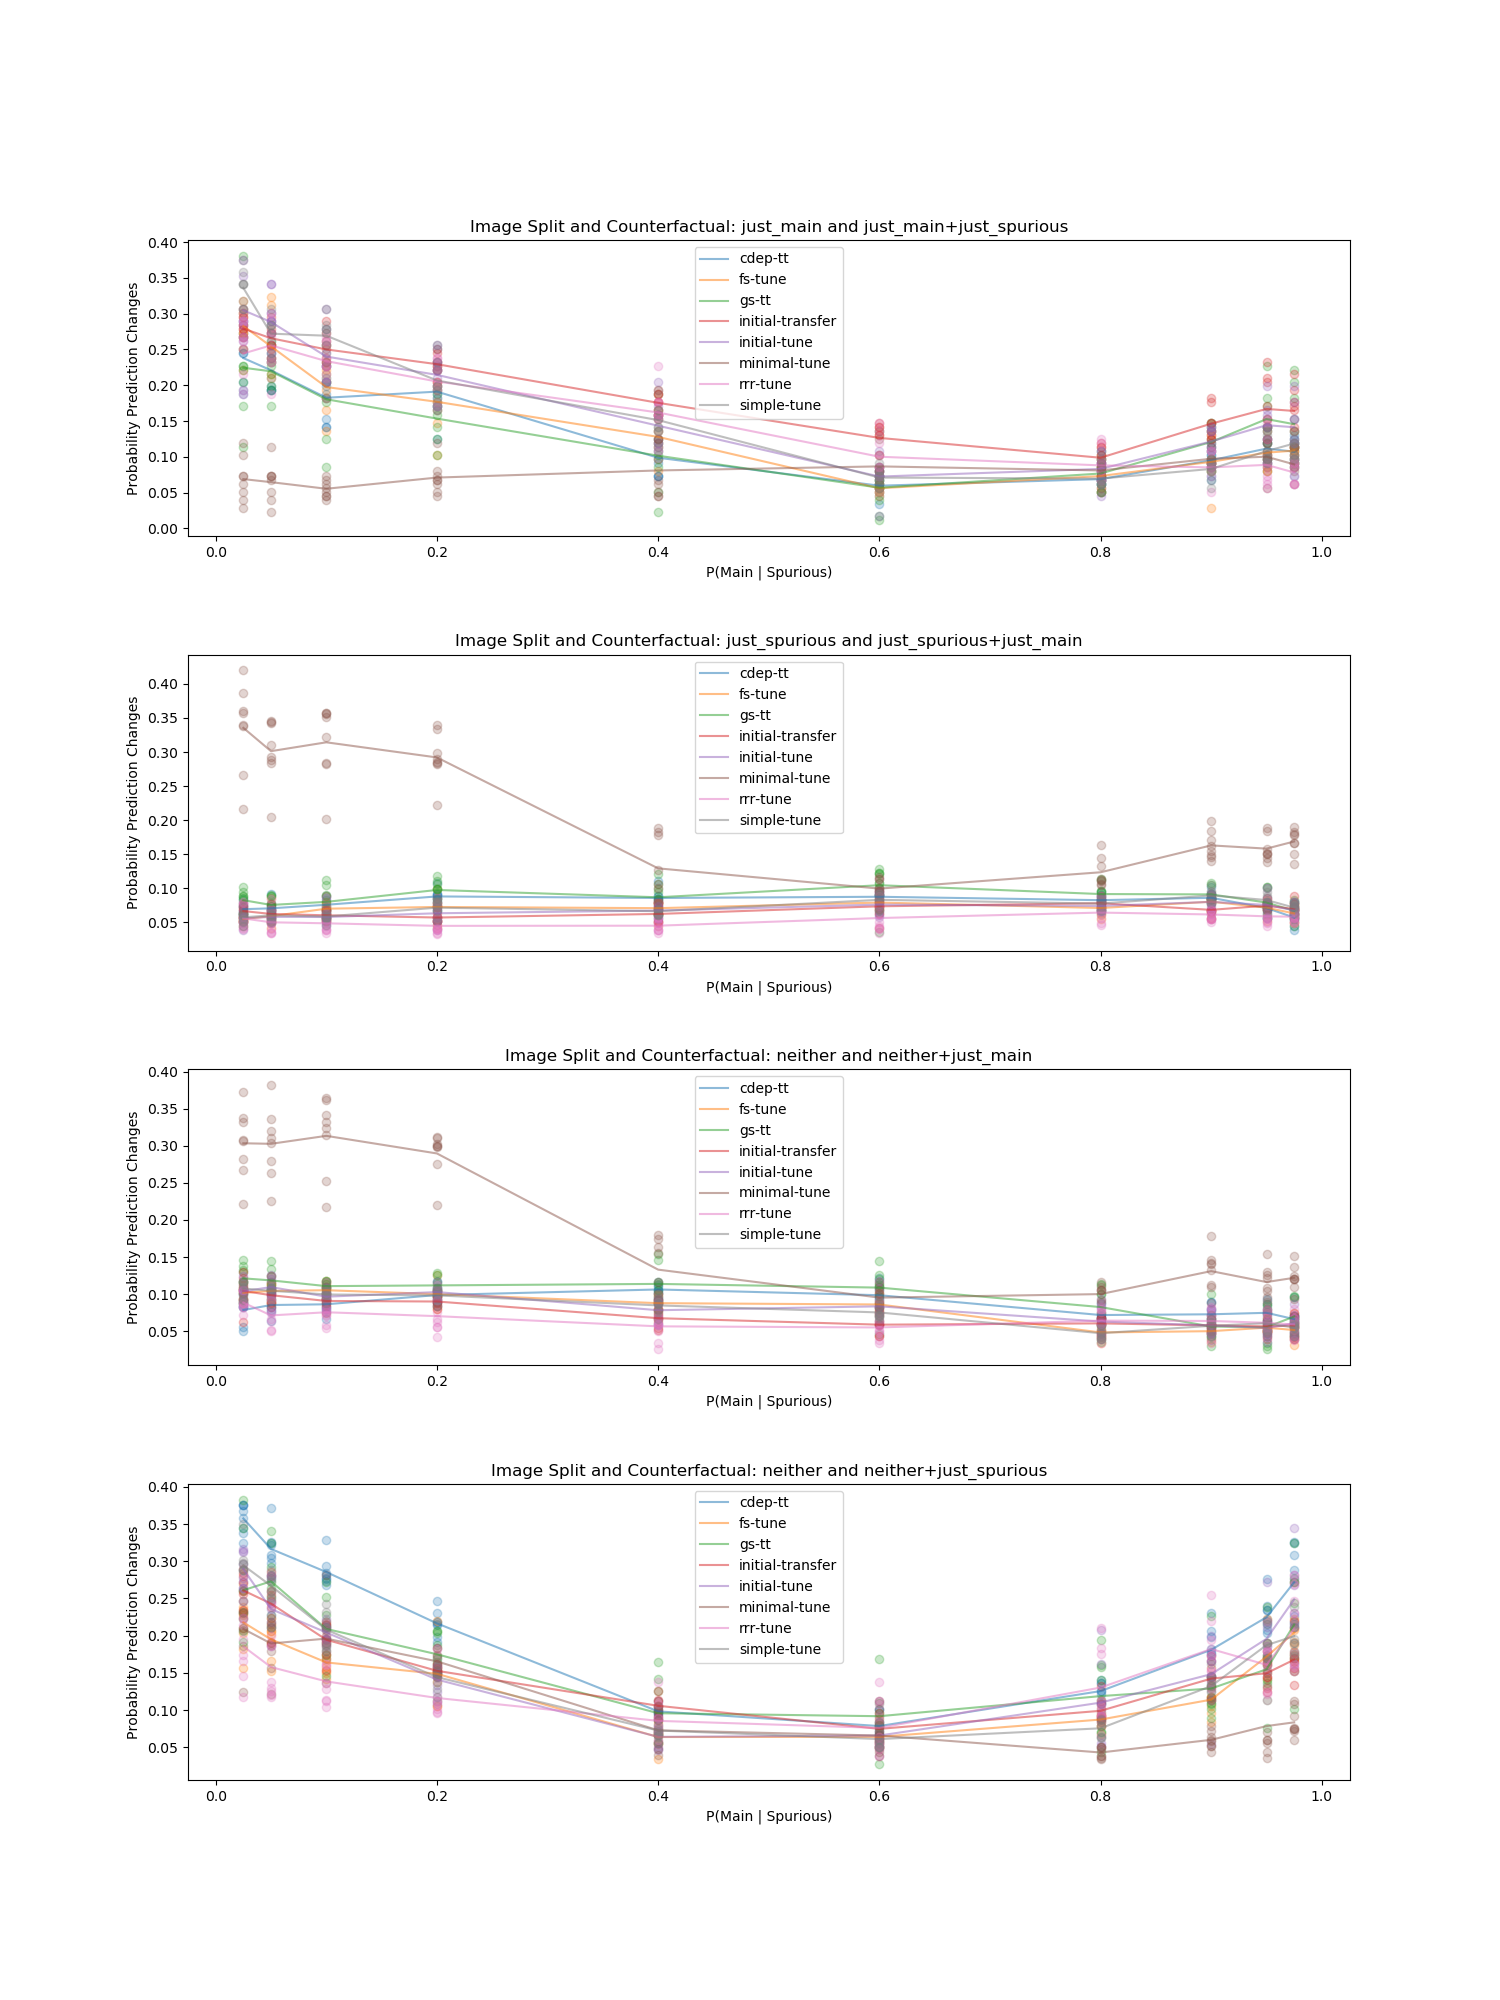 Image Split and Counterfactual: just_main and just_main+just_spurious
Probability Prediction Changes
0.40
0.35
0.30
0.25
0.20
0.15
0.10
0.05
0.00
cdep-tt
fs-tune
gs-tt
initial-transfer
initial-tune
minimal-tune
rrr-tune
simple-tune
0.0 0.2 0.4 0.6 0.8 1.0
P(Main | Spurious)
Image Split and Counterfactual: just_spurious and just_spurious+just_main
Probability Prediction Changes
0.40
0.35
0.30
0.25
0.20
0.15
0.10
0.05
cdep-tt
fs-tune
gs-tt
initial-transfer
initial-tune
minimal-tune
rrr-tune
simple-tune
0.0 0.2 0.4 0.6 0.8 1.0
P(Main | Spurious)
Image Split and Counterfactual: neither and neither+just_main
Probability Prediction Changes
0.40
0.35
0.30
0.25
0.20
0.15
0.10
0.05
cdep-tt
fs-tune
gs-tt
initial-transfer
initial-tune
minimal-tune
rrr-tune
simple-tune
0.0 0.2 0.4 0.6 0.8 1.0
P(Main | Spurious)
Image Split and Counterfactual: neither and neither+just_spurious
Probability Prediction Changes
0.40
0.35
0.30
0.25
0.20
0.15
0.10
0.05
cdep-tt
fs-tune
gs-tt
initial-transfer
initial-tune
minimal-tune
rrr-tune
simple-tune
0.0 0.2 0.4 0.6 0.8 1.0
P(Main | Spurious)